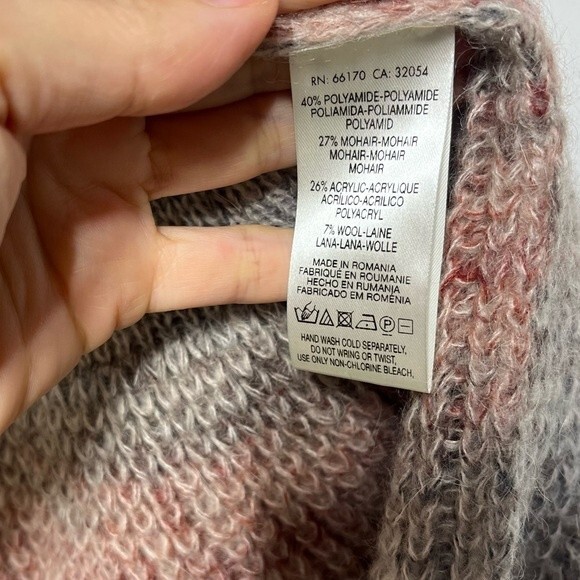 RN: 66170 CA: 32054
40% POLYAMIDE-POLYAMIDE
POLIAMIDA-POLIAMMIDE
POLYAMID
27% MOHAIR-MOHAIR
MOHAIR-MOHAIR
MOHAIR
26% ACRYLIC-ACRYLIQUE
ACRÍLICO-ACRILICO
POLYACRYL
7% WOOL-LAINE
LANA-LANA-WOLLE
MADE IN ROMANIA
FABRIQUÉ EN ROUMANIE
HECHO EN RUMANIA
FABRICADO EM ROMÉNIA
P
HAND WASH COLD SEPARATELY,
DO NOT WRING OR TWIST,
USE ONLY NON-CHLORINE BLEACH.